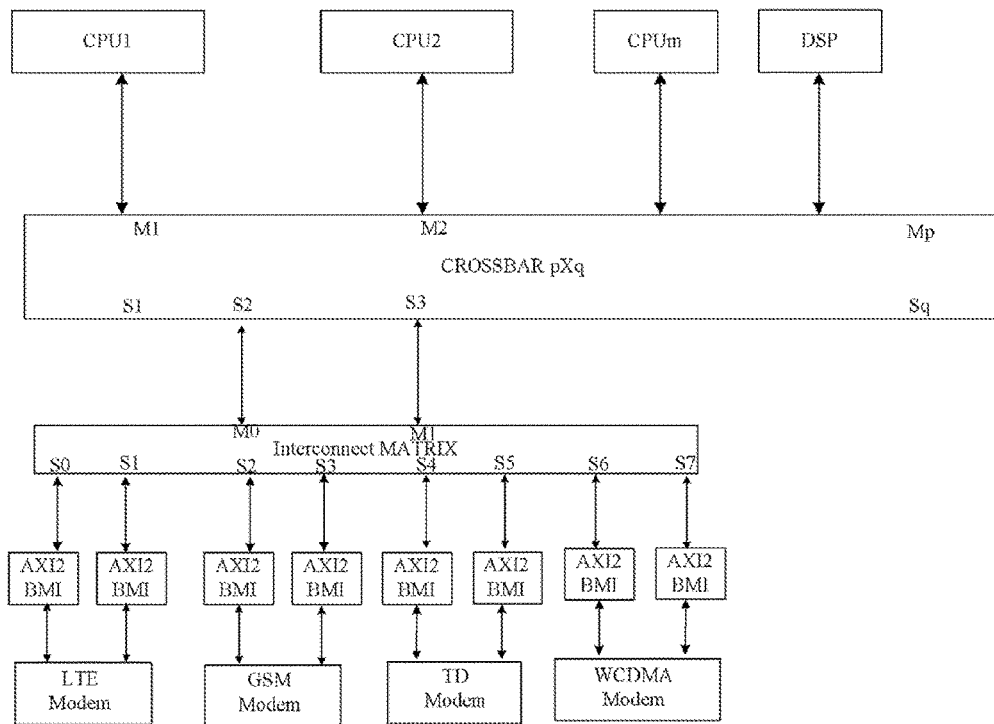 CPU1
CPU2
CPUm
DSP
M1
M2
Mp
CROSSBAR pXq
S1
S2
S3
Sq
M0
M1
Interconnect MATRIX
S0
S1
S2
S3
S4
S5
S6
S7
AXI2
BMI
AXI2
BMI
AXI2
BMI
AXI2
BMI
AXI2
BMI
AXI2
BMI
AXI2
BMI
AXI2
BMI
LTE
Modem
GSM
Modem
TD
Modem
WCDMA
Modem